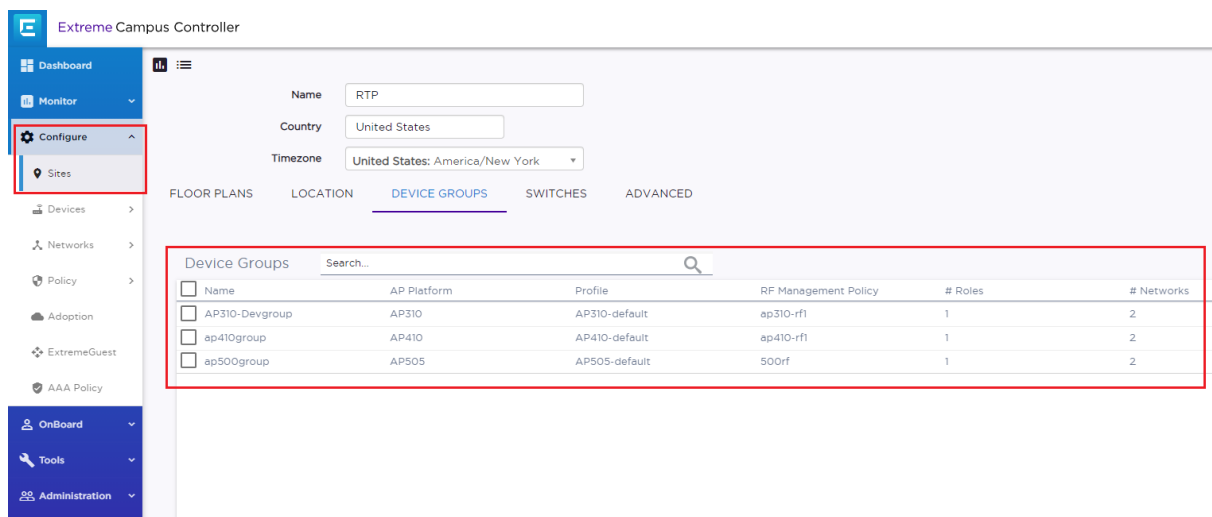 Extreme Campus Controller
Dashboard
Monitor
Configure
Sites
Devices
Networks
Policy
Adoption
ExtremeGuest
AAA Policy
OnBoard
Tools
Administration
Name RTP
Country United States
Timezone United States: America/New York
FLOOR PLANS LOCATION DEVICE GROUPS SWITCHES ADVANCED
Device Groups Search...
Name AP Platform Profile RF Management Policy # Roles # Networks
AP310-Devgroup AP310 AP310-default ap310-rf1 1 2
ap410group AP410 AP410-default ap410-rf1 1 2
ap500group AP505 AP505-default 500rf 1 2